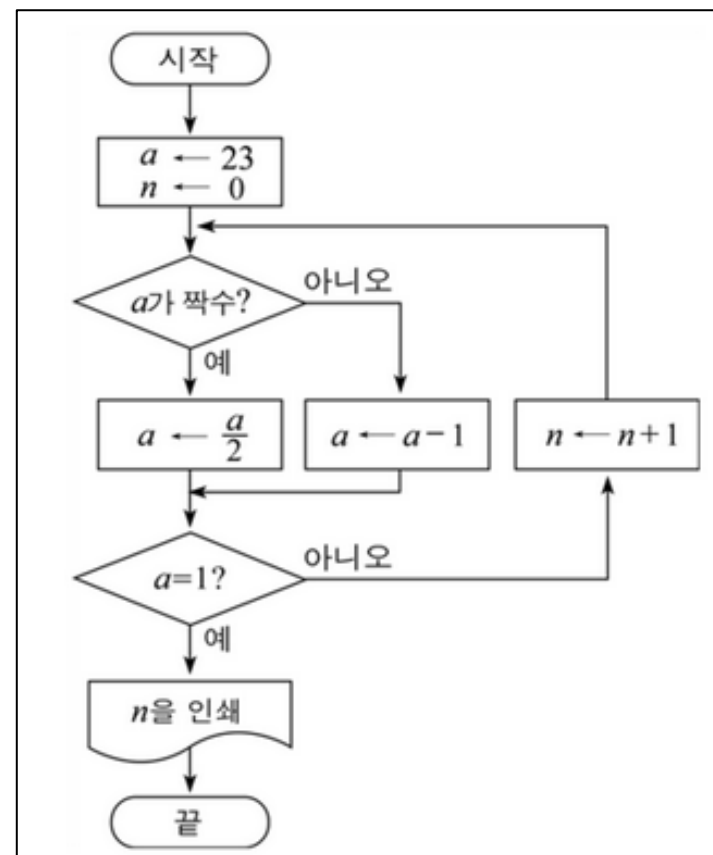 시작
a ← 23
n ← 0
a가 짝수?
아니오
예
a ← a/2
a ← a－1
n ← n＋1
a=1?
아니오
예
n을 인쇄
끝